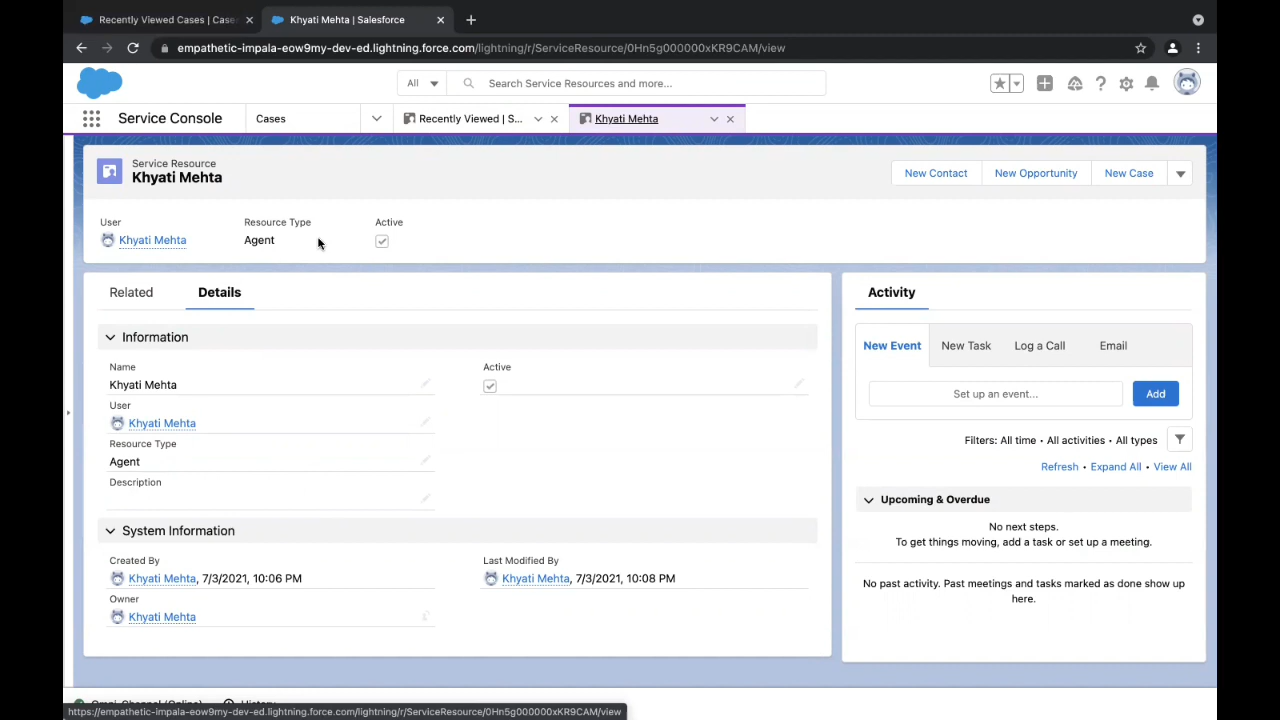 Recently Viewed Cases | Case
Khyati Mehta | Salesforce
empathetic-impala-eow9my-dev-ed.lightning.force.com/lightning/r/ServiceResource/0Hn5g000000xKR9CAM/view
All
Search Service Resources and more...
Service Console
Cases
Recently Viewed | S...
Khyati Mehta
Service Resource
Khyati Mehta
New Contact
New Opportunity
New Case
User
Resource Type
Active
Khyati Mehta
Agent
Related
Details
Information
Name
Khyati Mehta
Active
User
Khyati Mehta
Resource Type
Agent
Description
System Information
Created By
Khyati Mehta, 7/3/2021, 10:06 PM
Last Modified By
Khyati Mehta, 7/3/2021, 10:08 PM
Owner
Khyati Mehta
Activity
New Event
New Task
Log a Call
Email
Set up an event...
Add
Filters: All time • All activities • All types
Refresh • Expand All • View All
Upcoming & Overdue
No next steps.
To get things moving, add a task or set up a meeting.
No past activity. Past meetings and tasks marked as done show up
here.
Omni-Channel (Online)
History
https://empathetic-impala-eow9my-dev-ed.lightning.force.com/lightning/r/ServiceResource/0Hn5g000000xKR9CAM/view